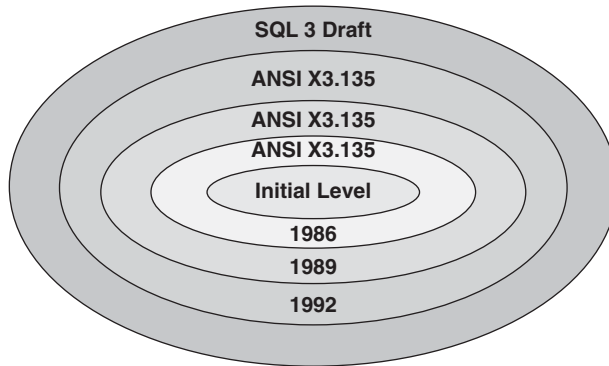 SQL 3 Draft
ANSI X3.135
ANSI X3.135
ANSI X3.135
Initial Level
1986
1989
1992